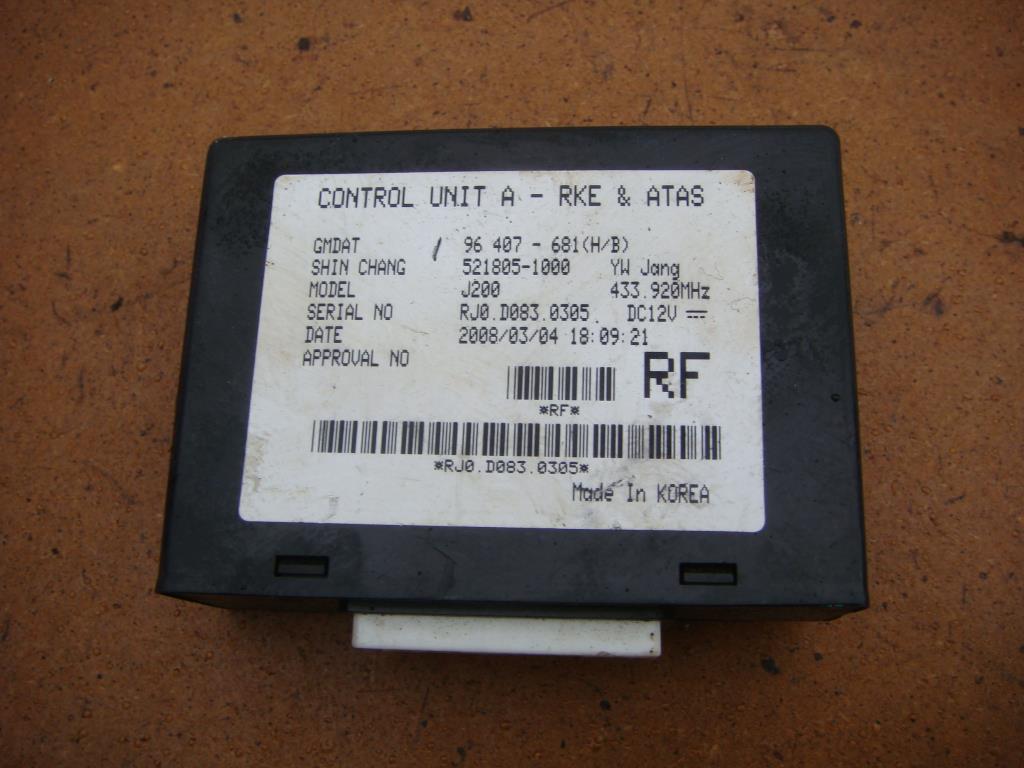 CONTROL UNIT A - RKE & ATAS
GMDAT / 96 407 - 681(H/B)
SHIN CHANG 521805-1000 YW Jang
MODEL J200 433.920MHz
SERIAL NO RJ0.D083.0305. DC12V ⎓
DATE 2008/03/04 18:09:21
APPROVAL NO
RF
*RF*
*RJ0.D083.0305*
Made In KOREA